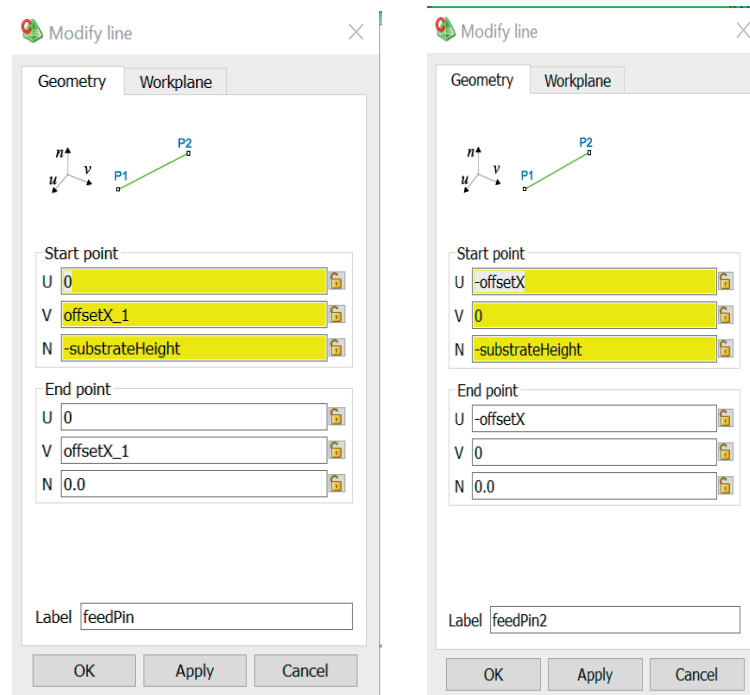 Modify line
Geometry Workplane
n
v
u
P1
P2
Start point
U 0
V offsetX_1
N -substrateHeight
End point
U 0
V offsetX_1
N 0.0
Label feedPin
OK Apply Cancel
Modify line
Geometry Workplane
n
v
u
P1
P2
Start point
U -offsetX
V 0
N -substrateHeight
End point
U -offsetX
V 0
N 0.0
Label feedPin2
OK Apply Cancel